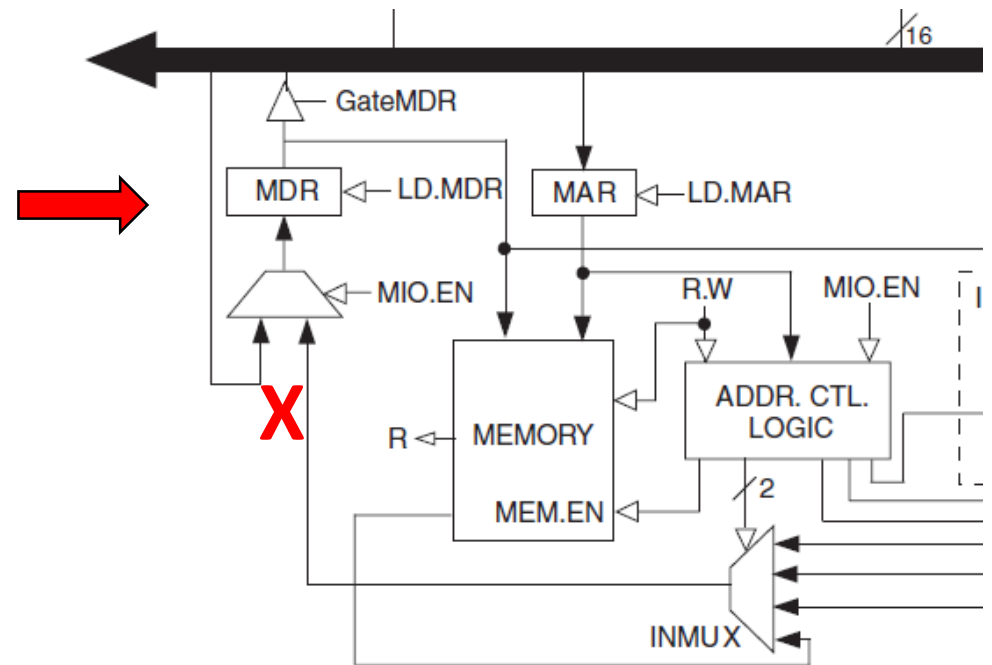 16
GateMDR
MDR
LD.MDR
MAR
LD.MAR
MIO.EN
R.W
MIO.EN
I
X
R
MEMORY
ADDR. CTL.
LOGIC
MEM.EN
2
INMUX